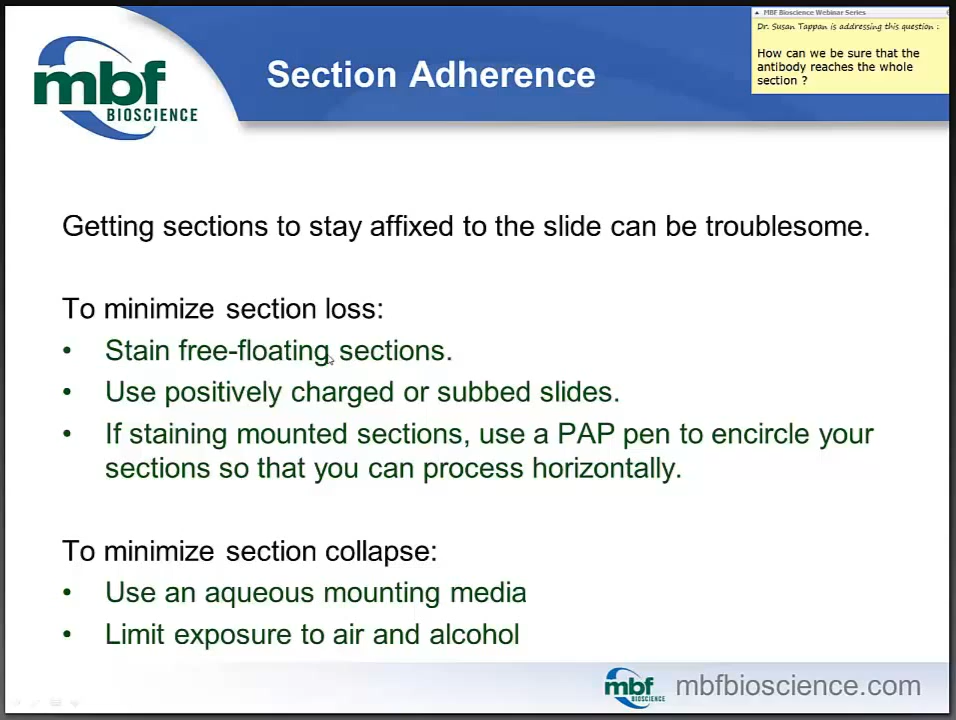 MBF Bioscience Webinar Series
Dr. Susan Tappan is addressing this question :
How can we be sure that the
antibody reaches the whole
section ?
mbf
BIOSCIENCE
Section Adherence
Getting sections to stay affixed to the slide can be troublesome.
To minimize section loss:
• Stain free-floating sections.
• Use positively charged or subbed slides.
• If staining mounted sections, use a PAP pen to encircle your
sections so that you can process horizontally.
To minimize section collapse:
• Use an aqueous mounting media
• Limit exposure to air and alcohol
mbf
BIOSCIENCE
mbfbioscience.com